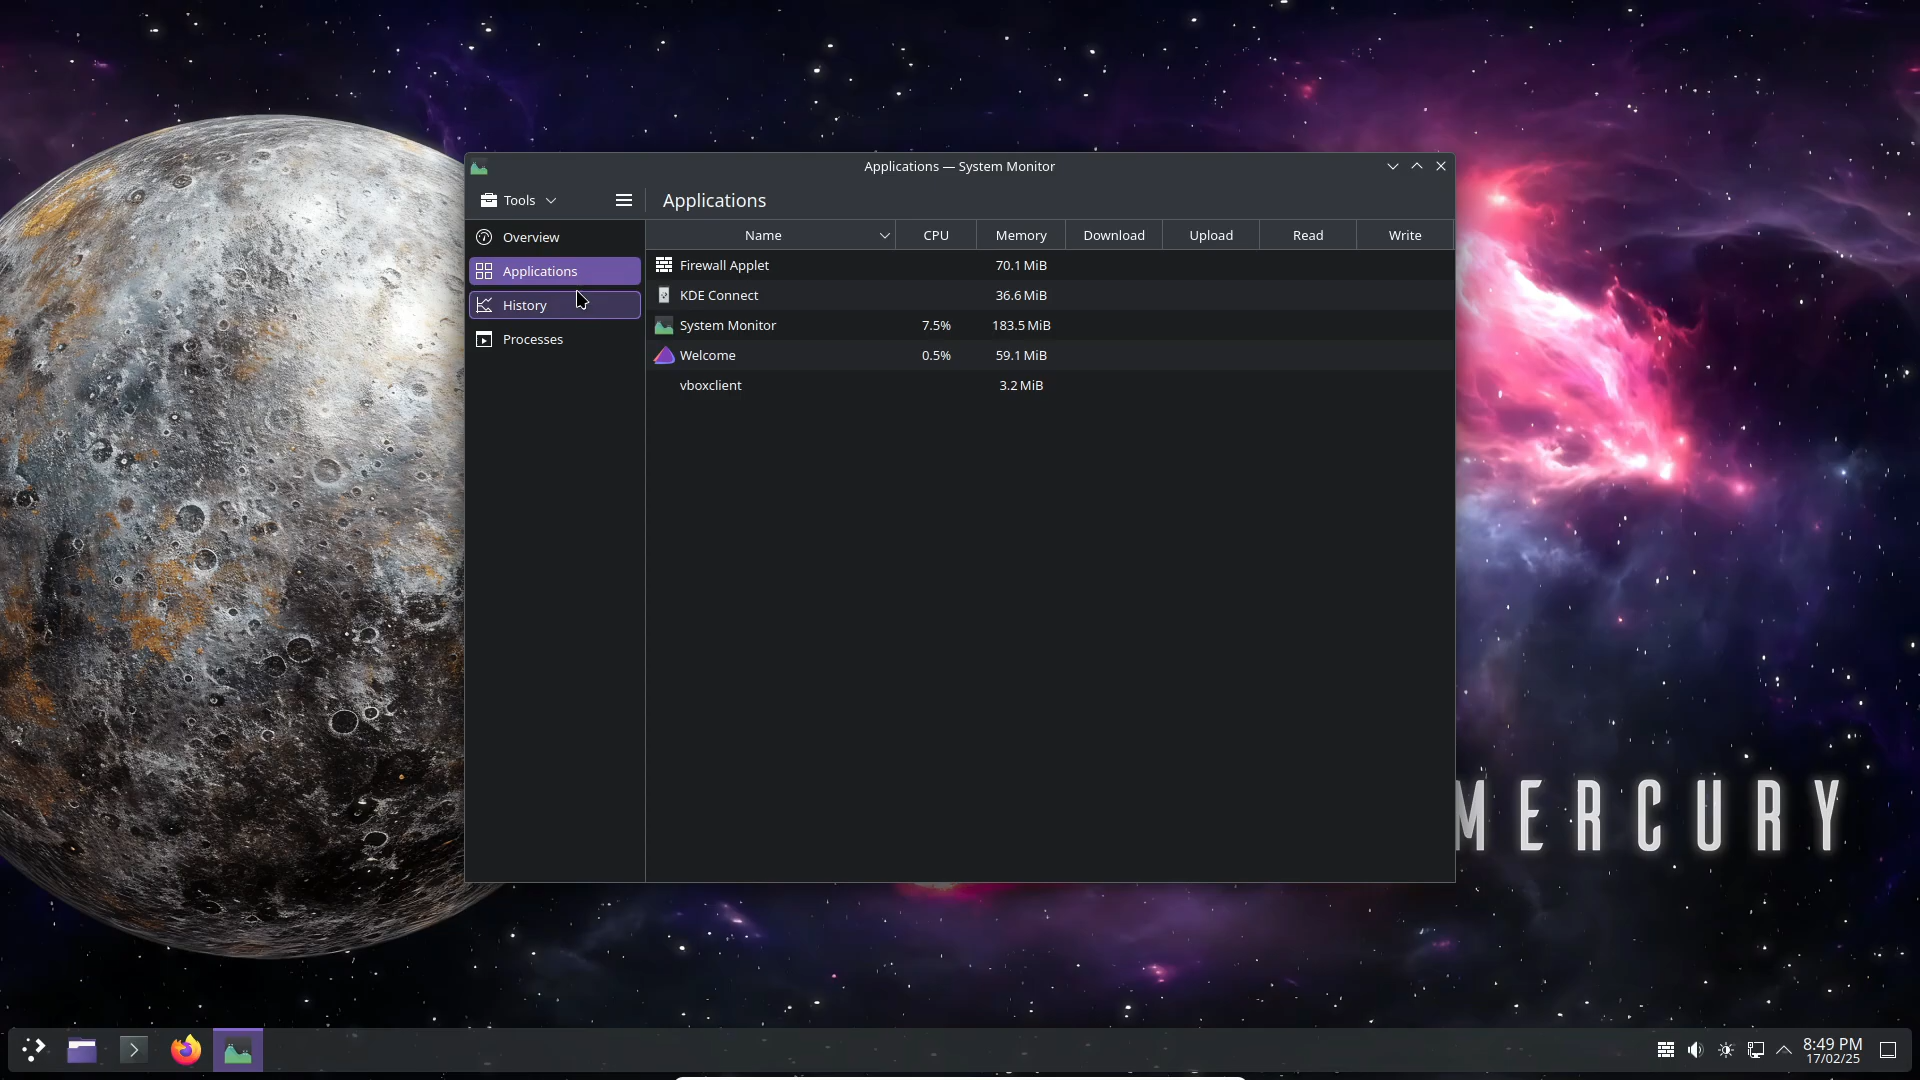 Applications — System Monitor
Tools
Applications
Overview
Applications
History
Processes
Name CPU Memory Download Upload Read Write
Firewall Applet 70.1 MiB
KDE Connect 36.6 MiB
System Monitor 7.5% 183.5 MiB
Welcome 0.5% 59.1 MiB
vboxclient 3.2 MiB
MERCURY
8:49 PM
17/02/25